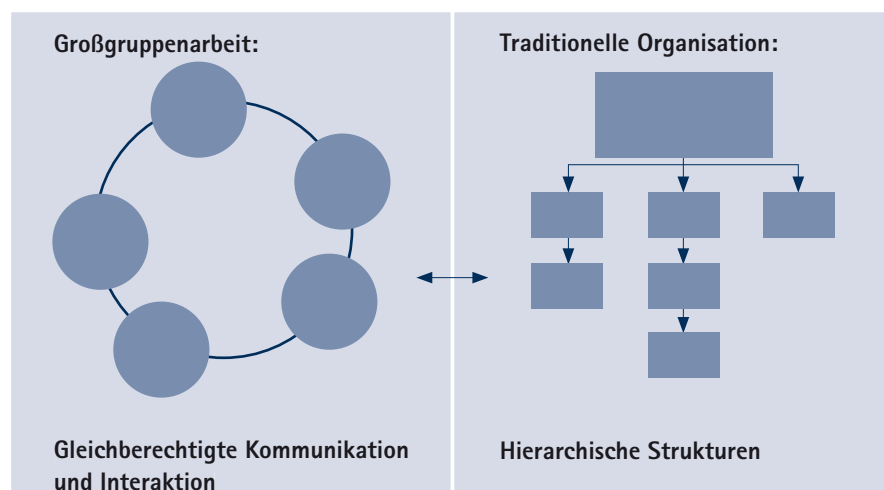 Großgruppenarbeit:
Gleichberechtigte Kommunikation
und Interaktion
Traditionelle Organisation:
Hierarchische Strukturen